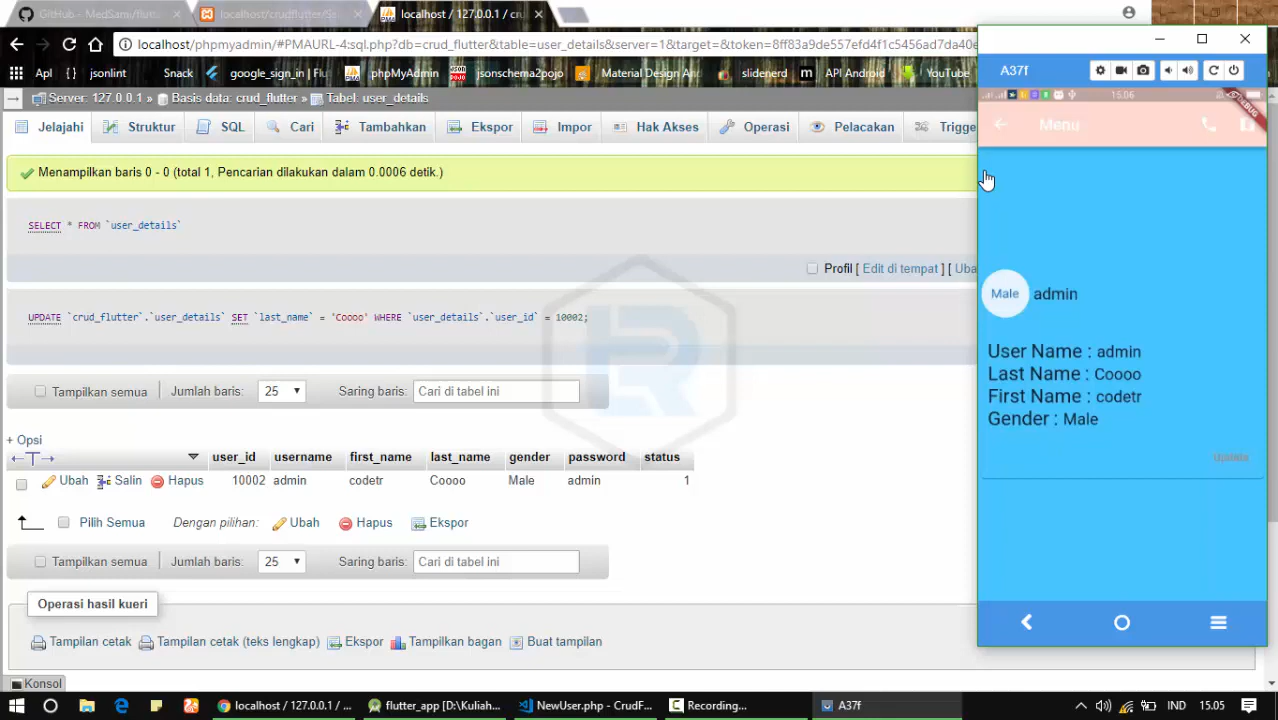 GitHub - MedSami/flutt
localhost/crudflutter/Se
localhost / 127.0.0.1 / cru
localhost/phpmyadmin/#PMAURL-4:sql.php?db=crud_flutter&table=user_details&server=1&target=&token=8ff83a9de557efd4f1c5456ad7da40e
Apl
{ } jsonlint
Snack
google_sign_in | Flu
phpMyAdmin
jsonschema2pojo
Material Design And
slidenerd
m
API Android
YouTube
Server: 127.0.0.1 » Basis data: crud_flutter » Tabel: user_details
Jelajahi
Struktur
SQL
Cari
Tambahkan
Ekspor
Impor
Hak Akses
Operasi
Pelacakan
Trigge
Menampilkan baris 0 - 0 (total 1, Pencarian dilakukan dalam 0.0006 detik.)
SELECT * FROM `user_details`
Profil [ Edit di tempat ] [ Uba
UPDATE `crud_flutter`.`user_details` SET `last_name` = 'Coooo' WHERE `user_details`.`user_id` = 10002;
Tampilkan semua | Jumlah baris: 25 Saring baris: Cari di tabel ini
+ Opsi
user_id username first_name last_name gender password status
Ubah Salin Hapus 10002 admin codetr Coooo Male admin 1
Pilih Semua Dengan pilihan: Ubah Hapus Ekspor
Tampilkan semua | Jumlah baris: 25 Saring baris: Cari di tabel ini
Operasi hasil kueri
Tampilan cetak Tampilan cetak (teks lengkap) Ekspor Tampilkan bagan Buat tampilan
Konsol
A37f
15.06
Menu
Male admin
User Name : admin
Last Name : Coooo
First Name : codetr
Gender : Male
Update
localhost / 127.0.0.1 / ...
flutter_app [D:\Kuliah...
NewUser.php - CrudF...
Recording...
A37f
IND
15.05